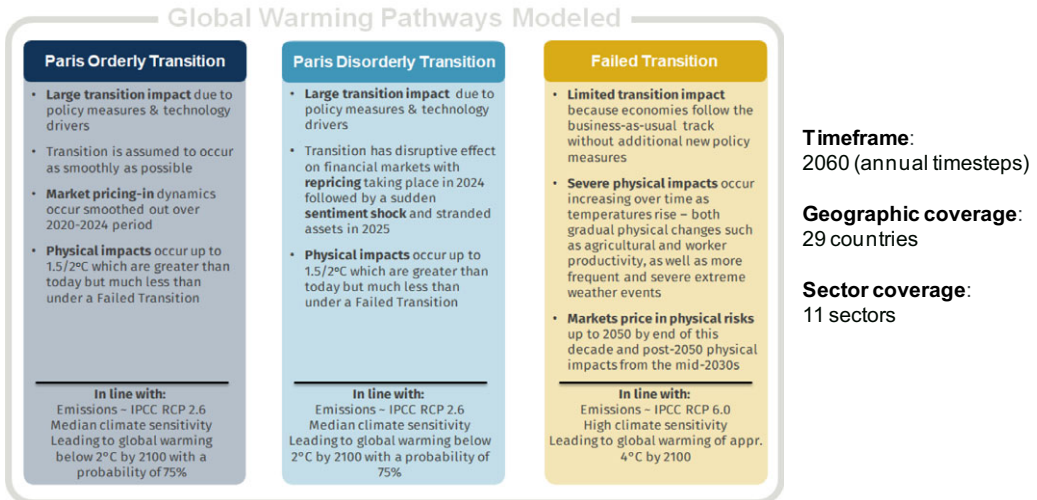 Global Warming Pathways Modeled
Paris Orderly Transition
• Large transition impact due to
policy measures & technology
drivers
• Transition is assumed to occur
as smoothly as possible
• Market pricing-in dynamics
occur smoothed out over
2020-2024 period
• Physical impacts occur up to
1.5/2°C which are greater than
today but much less than
under a Failed Transition
In line with:
Emissions – IPCC RCP 2.6
Median climate sensitivity
Leading to global warming
below 2°C by 2100 with a
probability of 75%
Paris Disorderly Transition
• Large transition impact due to
policy measures & technology
drivers
• Transition has disruptive effect
on financial markets with
repricing taking place in 2024
followed by a sudden
sentiment shock and stranded
assets in 2025
• Physical impacts occur up to
1.5/2°C which are greater than
today but much less than
under a Failed Transition
In line with:
Emissions – IPCC RCP 2.6
Median climate sensitivity
Leading to global warming below
2°C by 2100 with a probability of
75%
Failed Transition
• Limited transition impact
because economies follow the
business-as-usual track
without additional new policy
measures
• Severe physical impacts occur
increasing over time as
temperatures rise – both
gradual physical changes such
as agricultural and worker
productivity, as well as more
frequent and severe extreme
weather events
• Markets price in physical risks
up to 2050 by end of this
decade and post-2050 physical
impacts from the mid-2030s
In line with:
Emissions – IPCC RCP 6.0
High climate sensitivity
Leading to global warming of appr.
4°C by 2100
Timeframe:
2060 (annual timesteps)
Geographic coverage:
29 countries
Sector coverage:
11 sectors